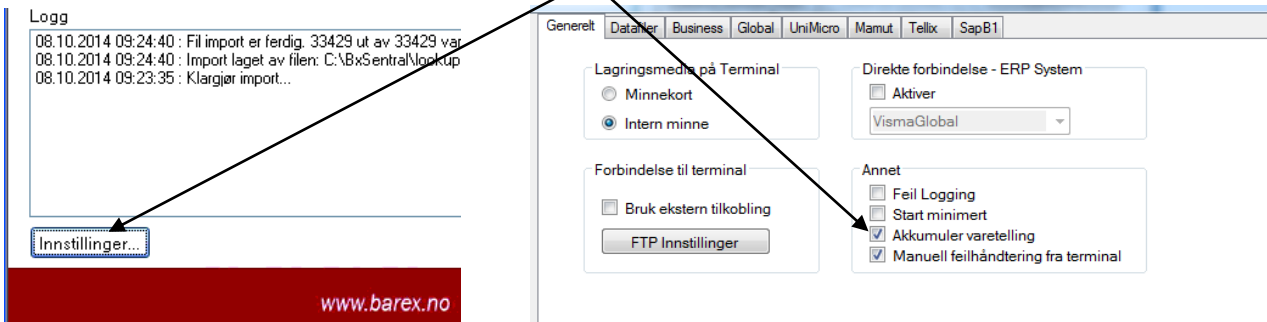 Logg
08.10.2014 09:24:40 : Fil import er ferdig. 33429 ut av 33429 var
08.10.2014 09:24:40 : Import laget av filen: C:\BxSentral\lookup
08.10.2014 09:23:35 : Klargjør import...
Innstillinger...
www.barex.no
Generelt Datafiler Business Global UniMicro Mamut Tellix SapB1
Lagringsmedia på Terminal
Minnekort
Intern minne
Direkte forbindelse - ERP System
Aktiver
VismaGlobal
Forbindelse til terminal
Bruk ekstern tilkobling
FTP Innstillinger
Annet
Feil Logging
Start minimert
Akkumuler varetelling
Manuell feilhåndtering fra terminal